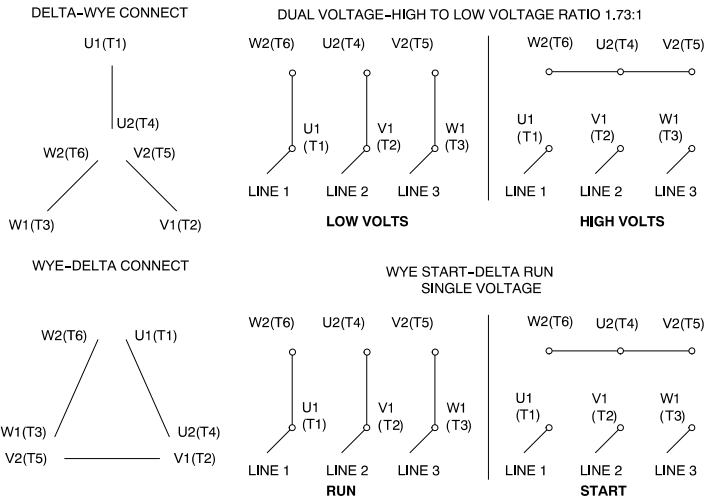 DELTA-WYE CONNECT
U1(T1)
U2(T4)
W2(T6) V2(T5)
W1(T3) V1(T2)
DUAL VOLTAGE-HIGH TO LOW VOLTAGE RATIO 1.73:1
W2(T6) U2(T4) V2(T5)
U1 (T1)
V1 (T2)
W1 (T3)
LINE 1 LINE 2 LINE 3
LOW VOLTS
W2(T6) U2(T4) V2(T5)
U1 (T1)
V1 (T2)
W1 (T3)
LINE 1 LINE 2 LINE 3
HIGH VOLTS
WYE-DELTA CONNECT
W2(T6) U1(T1)
W1(T3) U2(T4)
V2(T5) V1(T2)
WYE START-DELTA RUN
SINGLE VOLTAGE
W2(T6) U2(T4) V2(T5)
U1 (T1)
V1 (T2)
W1 (T3)
LINE 1 LINE 2 LINE 3
RUN
W2(T6) U2(T4) V2(T5)
U1 (T1)
V1 (T2)
W1 (T3)
LINE 1 LINE 2 LINE 3
START